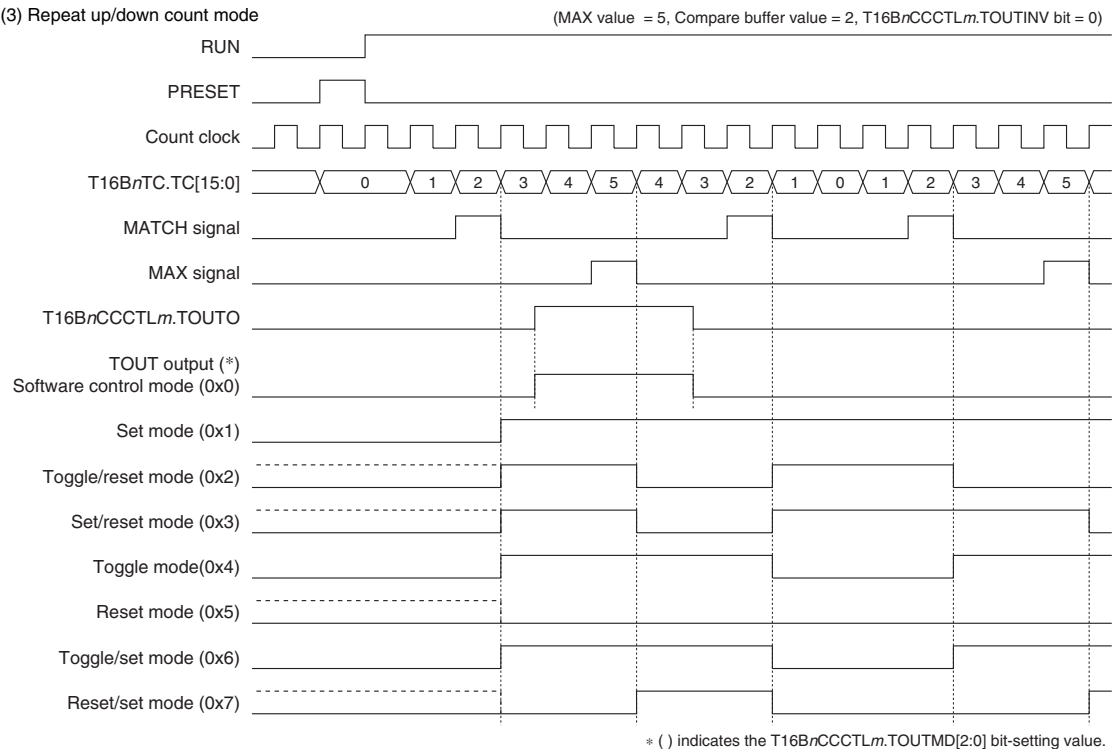 (3) Repeat up/down count mode
(MAX value = 5, Compare buffer value = 2, T16BnCCCTLm.TOUTINV bit = 0)
RUN
PRESET
Count clock
T16BnTC.TC[15:0] 0 1 2 3 4 5 4 3 2 1 0 1 2 3 4 5
MATCH signal
MAX signal
T16BnCCCTLm.TOUTO
TOUT output (*)
Software control mode (0x0)
Set mode (0x1)
Toggle/reset mode (0x2)
Set/reset mode (0x3)
Toggle mode(0x4)
Reset mode (0x5)
Toggle/set mode (0x6)
Reset/set mode (0x7)
* ( ) indicates the T16BnCCCTLm.TOUTMD[2:0] bit-setting value.